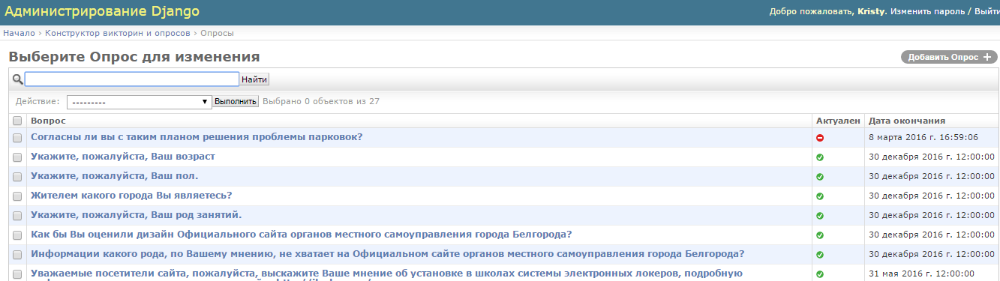 Администрирование Django
Добро пожаловать, Kristy. Изменить пароль / Выйти
Начало › Конструктор викторин и опросов › Опросы
Выберите Опрос для изменения
Добавить Опрос +
Найти
Действие: --------- Выполнить Выбрано 0 объектов из 27
Вопрос Актуален Дата окончания
Согласны ли вы с таким планом решения проблемы парковок? 8 марта 2016 г. 16:59:06
Укажите, пожалуйста, Ваш возраст 30 декабря 2016 г. 12:00:00
Укажите, пожалуйста, Ваш пол. 30 декабря 2016 г. 12:00:00
Жителем какого города Вы являетесь? 30 декабря 2016 г. 12:00:00
Укажите, пожалуйста, Ваш род занятий. 30 декабря 2016 г. 12:00:00
Как бы Вы оценили дизайн Официального сайта органов местного самоуправления города Белгорода? 30 декабря 2016 г. 12:00:00
Информации какого рода, по Вашему мнению, не хватает на Официальном сайте органов местного самоуправления города Белгорода? 30 декабря 2016 г. 12:00:00
Уважаемые посетители сайта, пожалуйста, выскажите Ваше мнение об установке в школах системы электронных локеров, подробную 31 мая 2016 г. 12:00:00